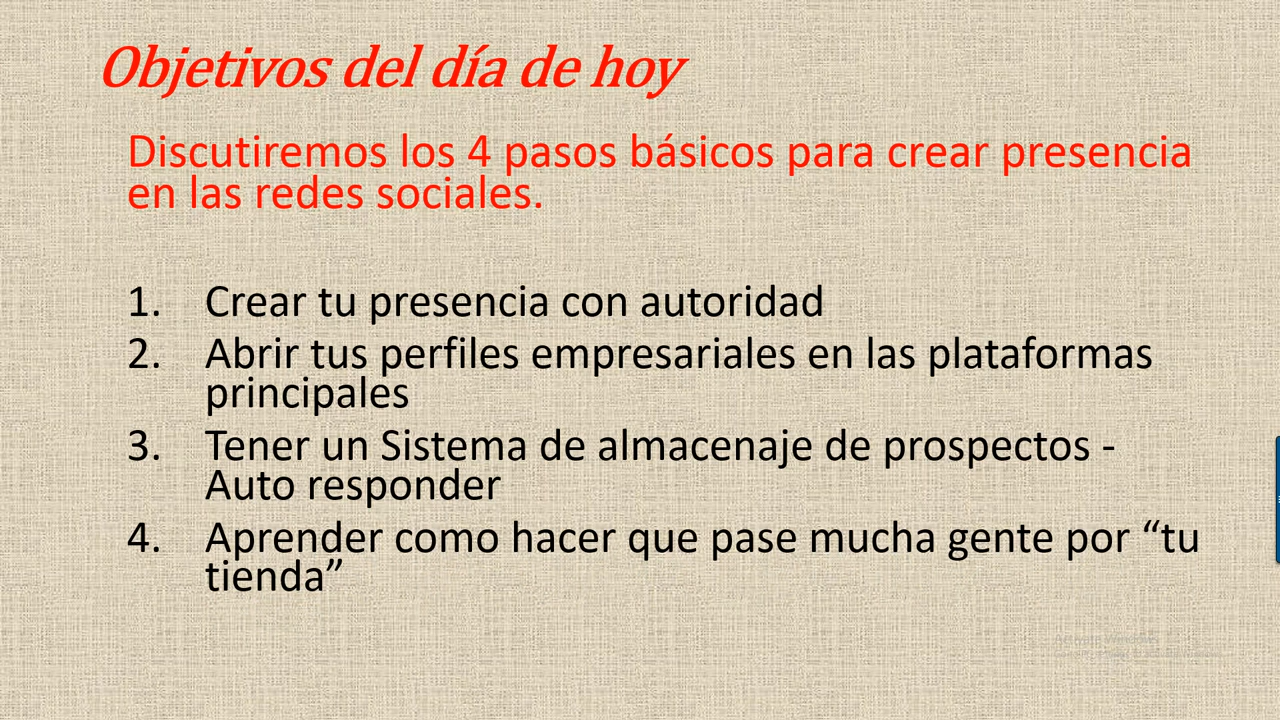 Objetivos del día de hoy
Discutiremos los 4 pasos básicos para crear presencia
en las redes sociales.
1. Crear tu presencia con autoridad
2. Abrir tus perfiles empresariales en las plataformas
principales
3. Tener un Sistema de almacenaje de prospectos -
Auto responder
4. Aprender como hacer que pase mucha gente por “tu
tienda”